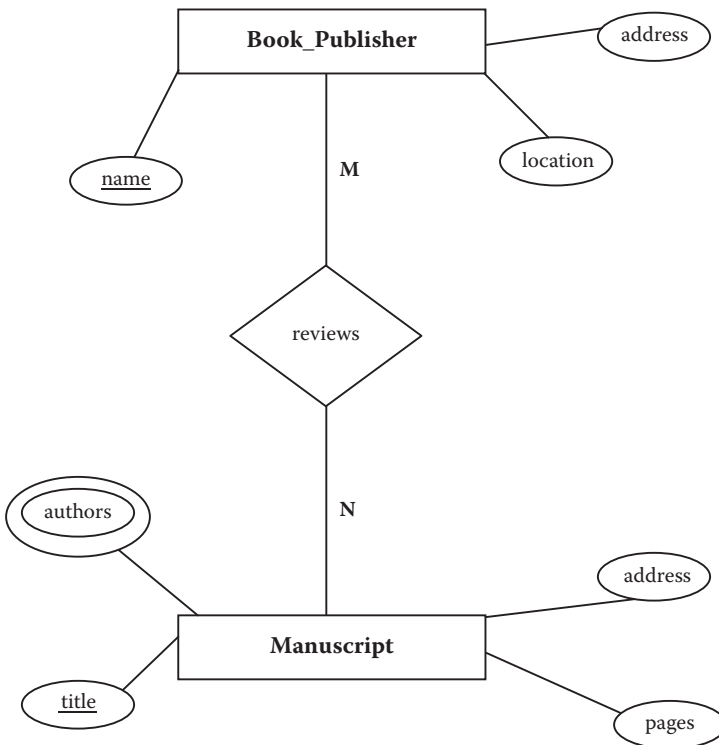 Book_Publisher
address
name
location
M
reviews
N
authors
address
Manuscript
title
pages